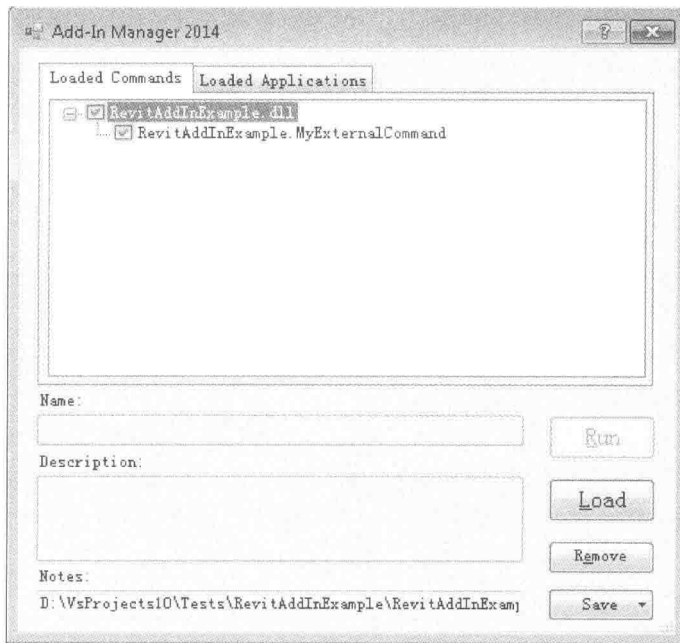 Add-In Manager 2014
Loaded Commands
Loaded Applications
RevitAddInExample.dll
RevitAddInExample.MyExternalCommand
Name:
Run
Description:
Load
Remove
Notes:
D:\VsProjects10\Tests\RevitAddInExample\RevitAddInExamp
Save